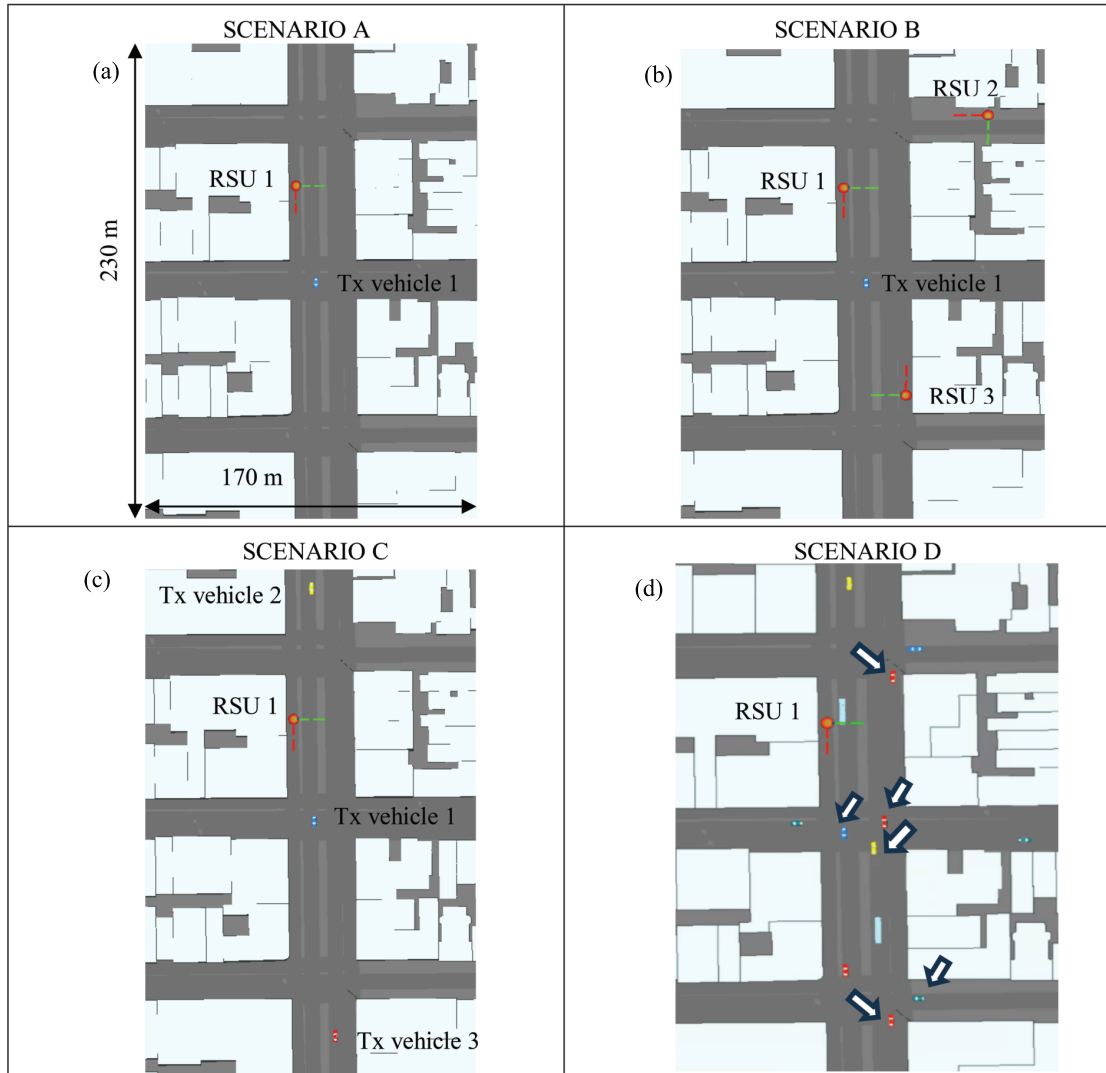 SCENARIO A
(a)
RSU 1
230 m
Tx vehicle 1
170 m
SCENARIO B
(b)
RSU 2
RSU 1
Tx vehicle 1
RSU 3
SCENARIO C
(c)
Tx vehicle 2
RSU 1
Tx vehicle 1
Tx vehicle 3
SCENARIO D
(d)
RSU 1